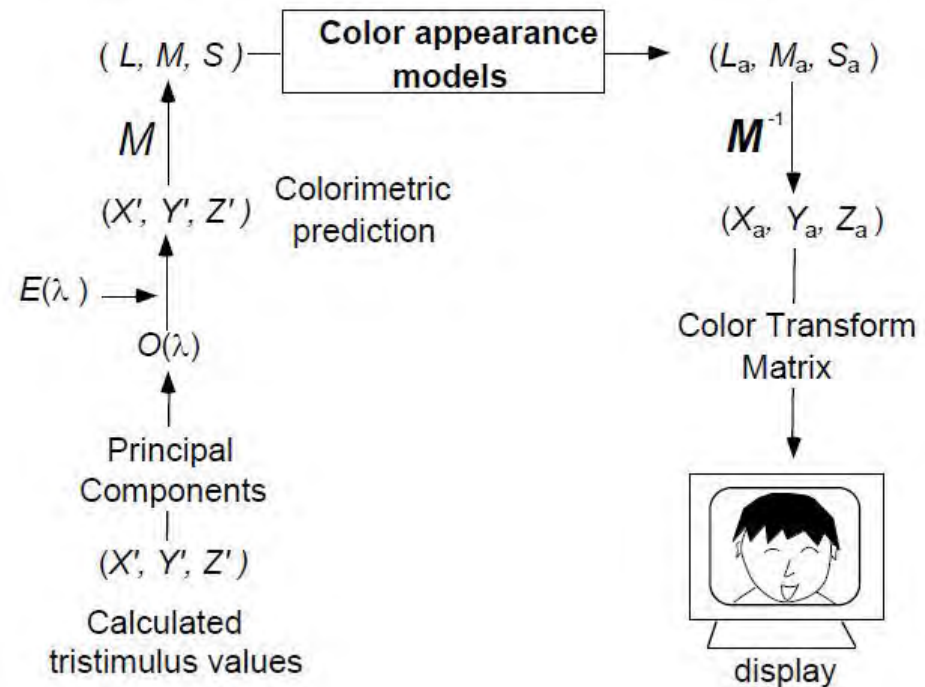 Color appearance
models
(L, M, S)
(Lₐ, Mₐ, Sₐ)
M
M⁻¹
(X', Y', Z')
Colorimetric
prediction
(Xₐ, Yₐ, Zₐ)
E(λ)
O(λ)
Color Transform
Matrix
Principal
Components
(X', Y', Z')
Calculated
tristimulus values
display